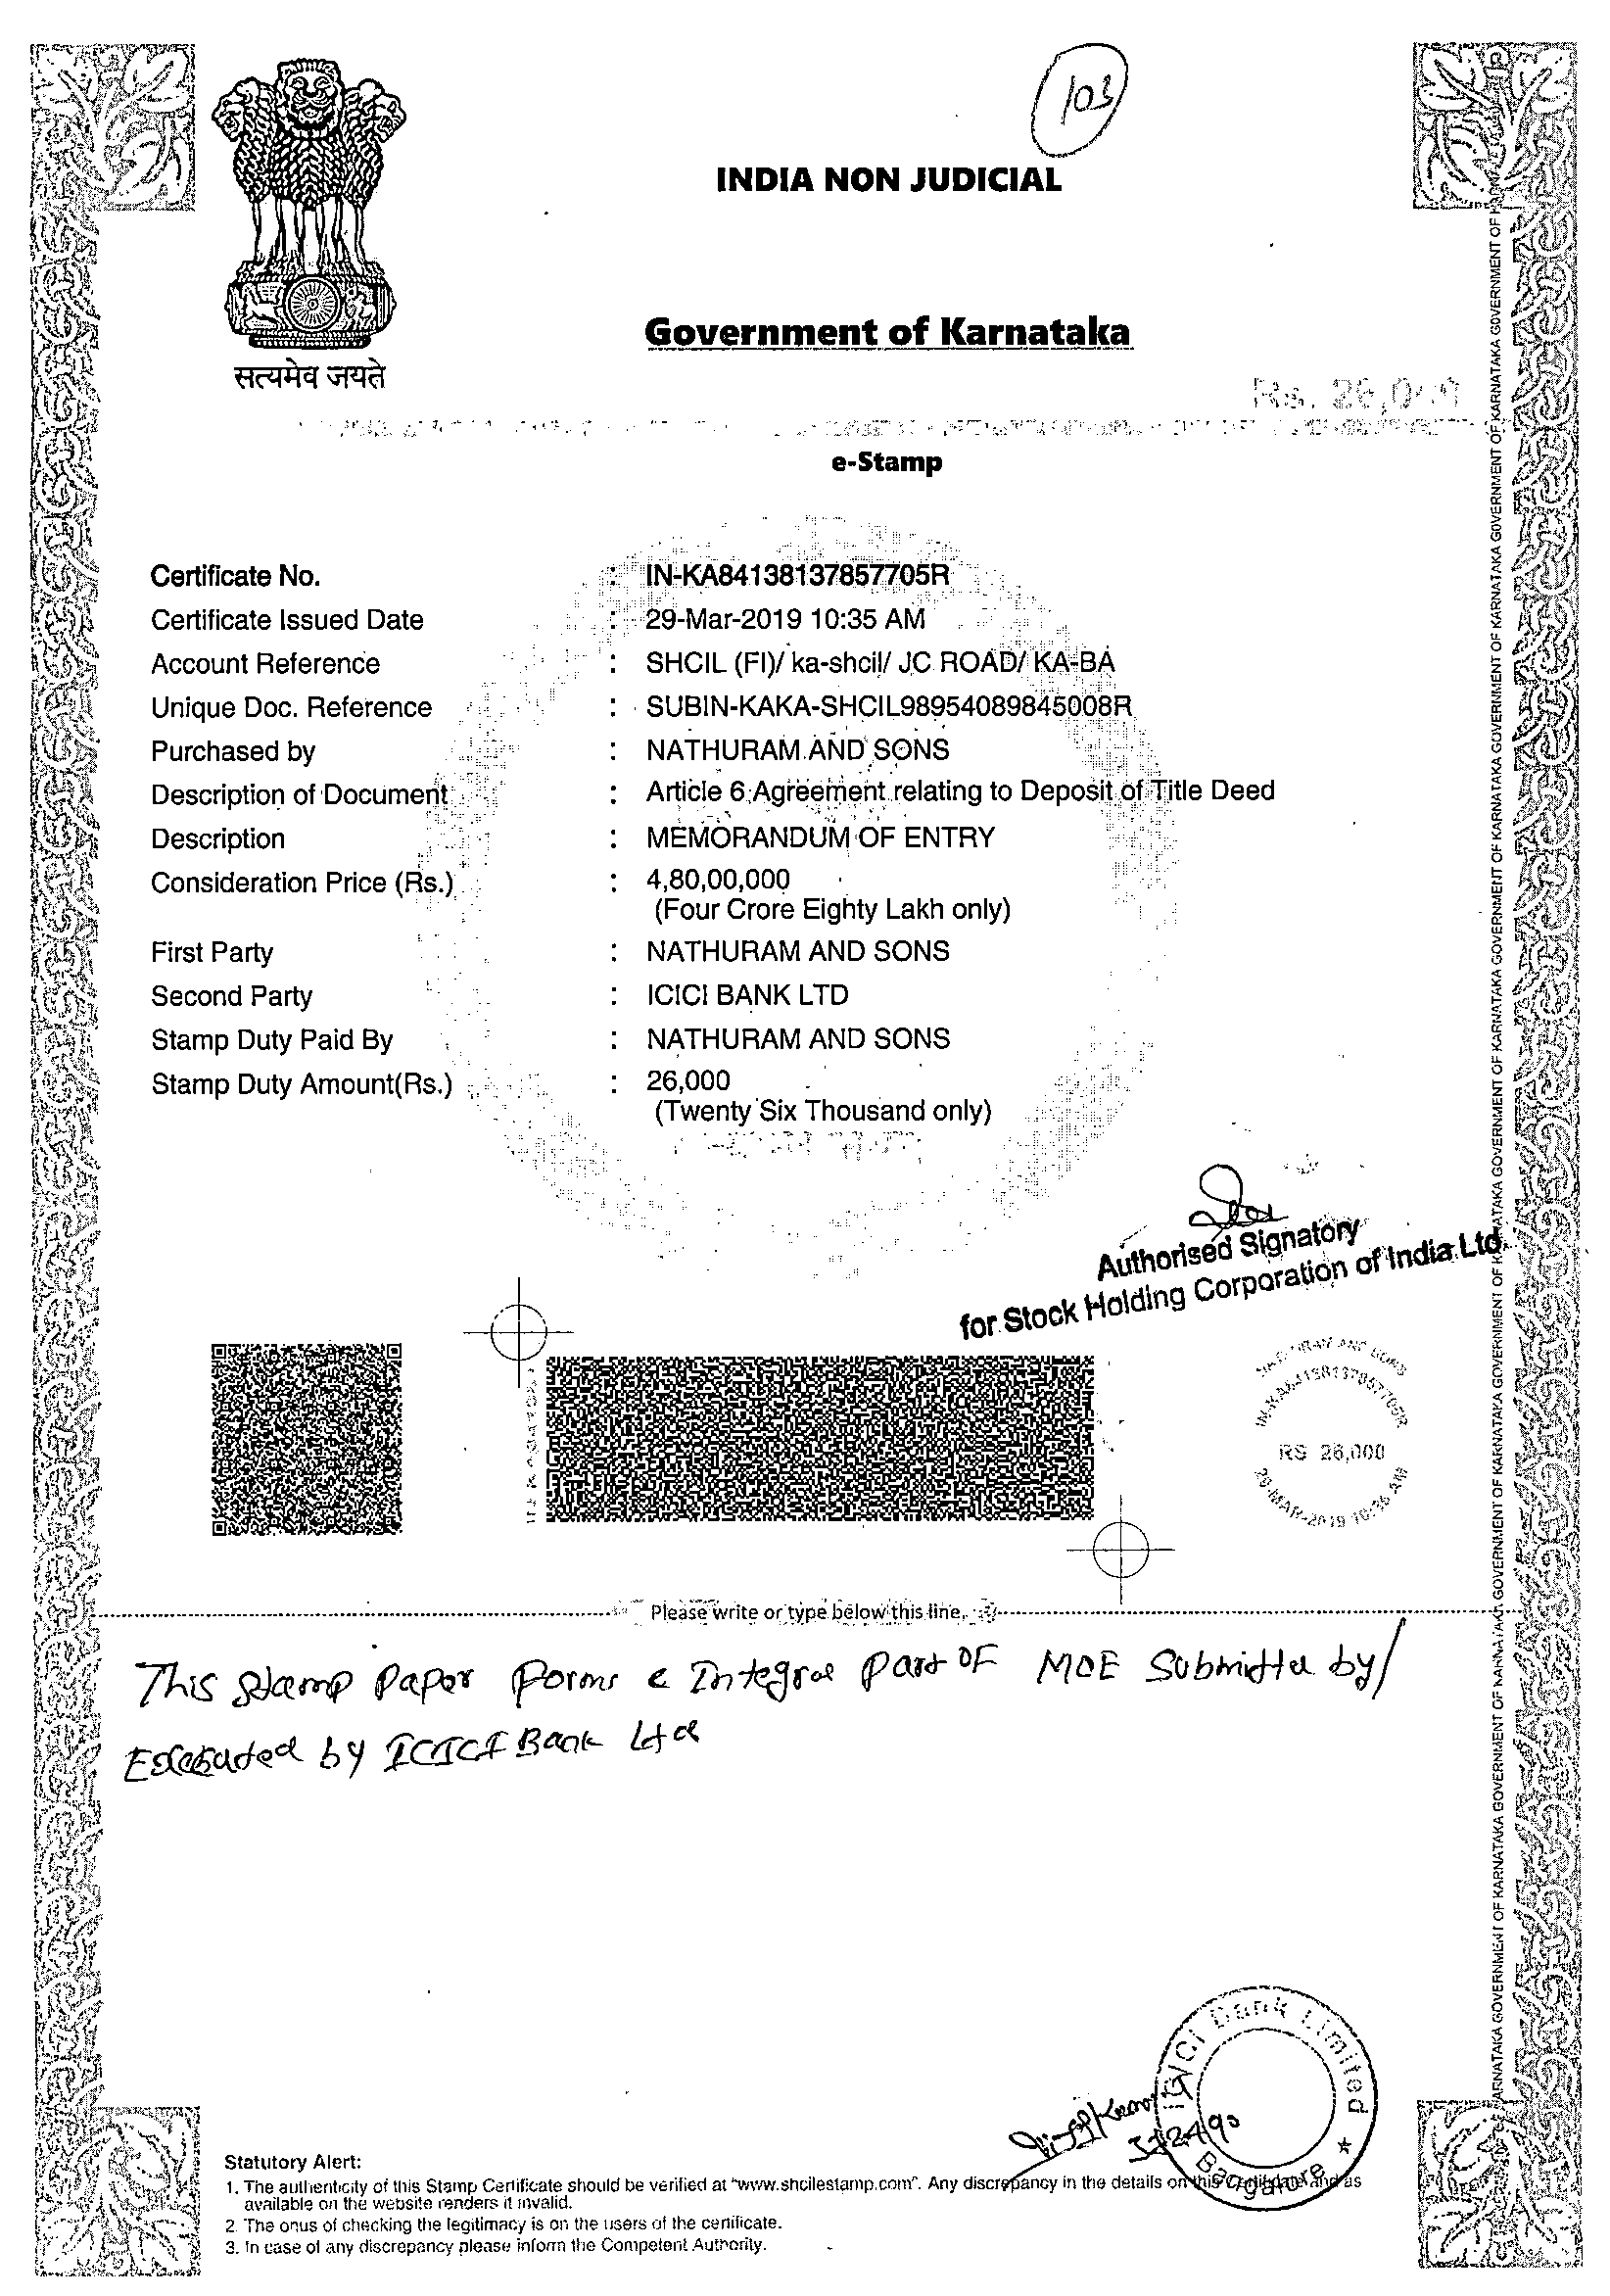 103
INDIA NON JUDICIAL
Government of Karnataka
सत्यमेव जयते
Rs. 26,000
e-Stamp
Certificate No. : IN-KA84138137857705R
Certificate Issued Date : 29-Mar-2019 10:35 AM
Account Reference : SHCIL (FI)/ ka-shcil/ JC ROAD/ KA-BA
Unique Doc. Reference : SUBIN-KAKA-SHCIL98954089845008R
Purchased by : NATHURAM AND SONS
Description of Document : Article 6 Agreement relating to Deposit of Title Deed
Description : MEMORANDUM OF ENTRY
Consideration Price (Rs.) : 4,80,00,000
(Four Crore Eighty Lakh only)
First Party : NATHURAM AND SONS
Second Party : ICICI BANK LTD
Stamp Duty Paid By : NATHURAM AND SONS
Stamp Duty Amount(Rs.) : 26,000
(Twenty Six Thousand only)
Authorised Signatory
for Stock Holding Corporation of India Ltd.
IN-KA84138137857705R
RS 26,000
29-MAR-2019 10:35 AM
Please write or type below this line
This Stamp Paper Forms a Integral Part OF MOE Submitted by/
Executed by ICICI Bank Ltd
ICICI Bank Limited
Bangalore
Statutory Alert:
1. The authenticity of this Stamp Certificate should be verified at "www.shcilestamp.com". Any discrepancy in the details on this Certificate and as
available on the website renders it invalid.
2. The onus of checking the legitimacy is on the users of the certificate.
3. In case of any discrepancy please inform the Competent Authority.
GOVERNMENT OF KARNATAKA GOVERNMENT OF KARNATAKA GOVERNMENT OF KARNATAKA GOVERNMENT OF KARNATAKA